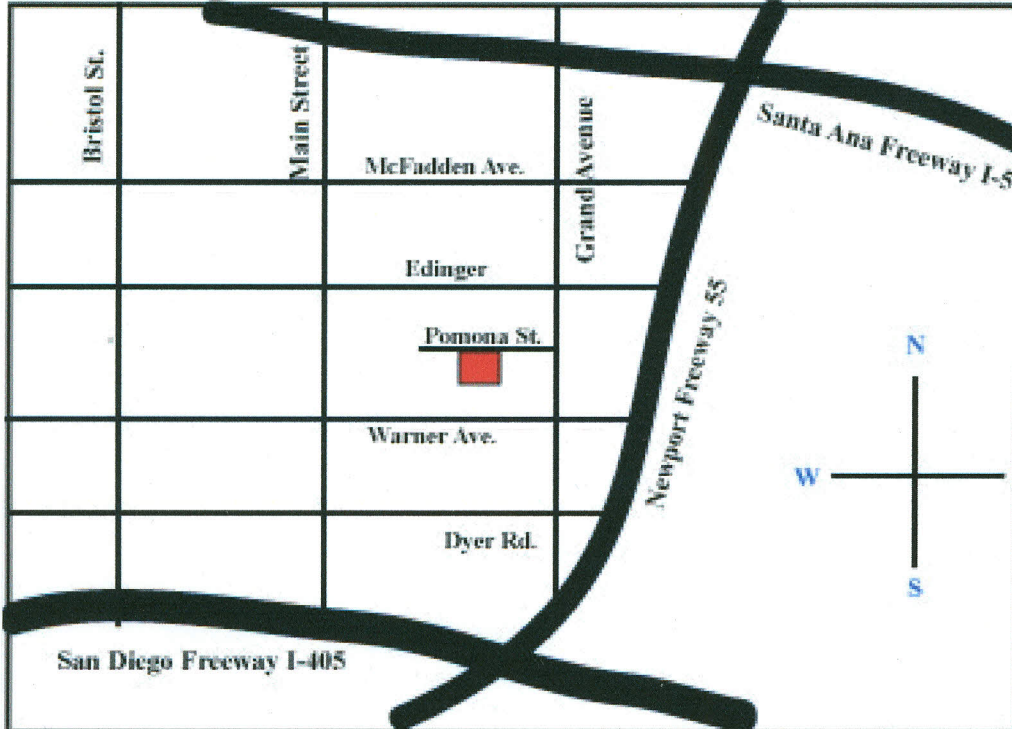 Bristol St.
Main Street
Grand Avenue
McFadden Ave.
Santa Ana Freeway I-5
Edinger
Pomona St.
Newport Freeway 55
Warner Ave.
Dyer Rd.
San Diego Freeway I-405
N
W
S